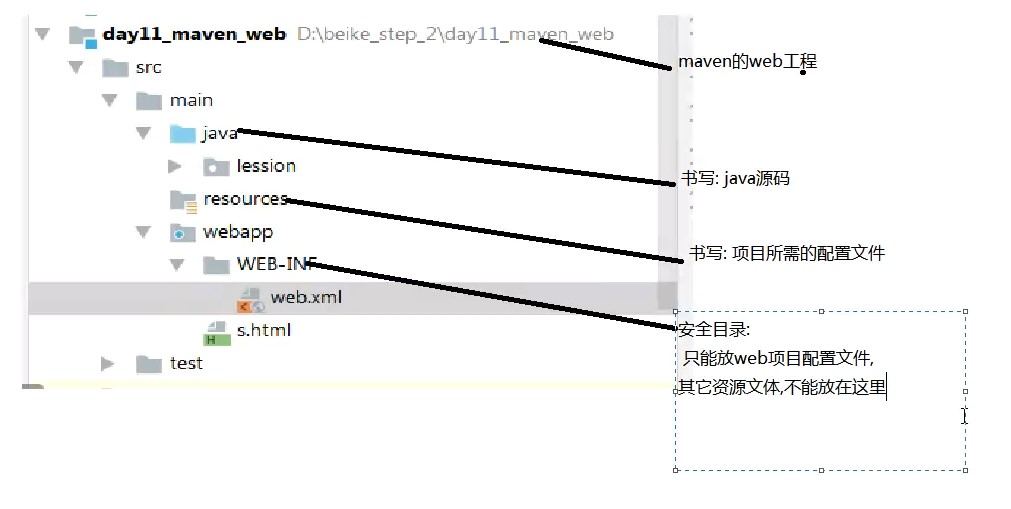 day11_maven_web D:\beike_step_2\day11_maven_web
maven的web工程
src
main
java
书写: java源码
lession
resources
书写: 项目所需的配置文件
webapp
WEB-INF
web.xml
安全目录:
只能放web项目配置文件,
其它资源文体,不能放在这里
s.html
test